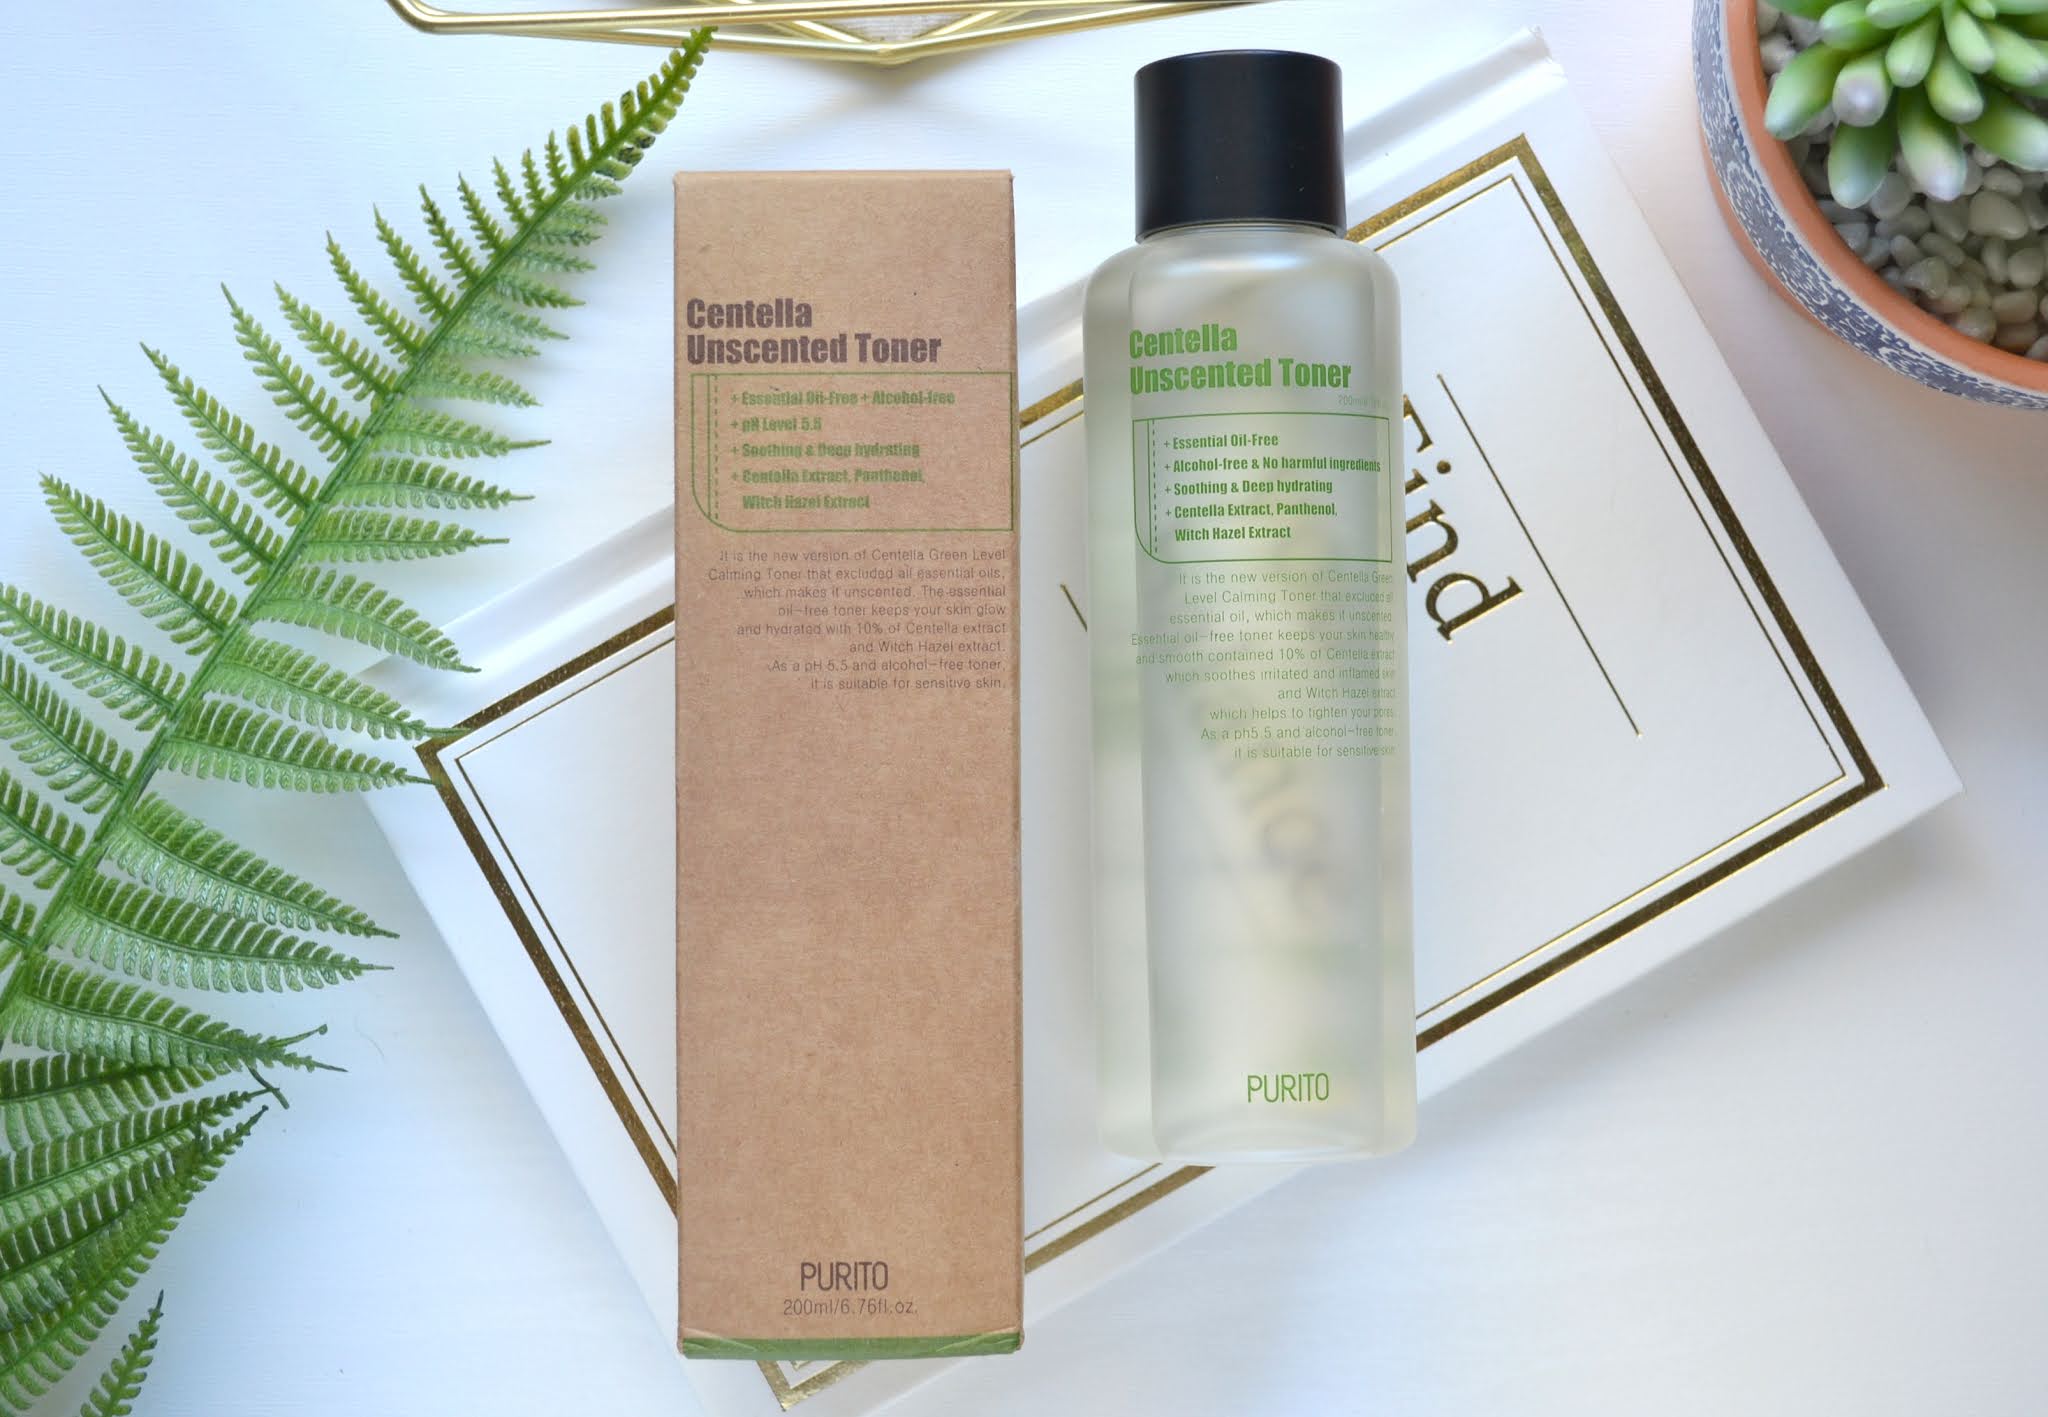 Centella
Unscented Toner
+ Essential Oil-Free + Alcohol-free
+ pH Level 5.5
+ Soothing & Deep hydrating
+ Centella Extract, Panthenol,
Witch Hazel Extract
It is the new version of Centella Green Level
Calming Toner that excluded all essential oils,
which makes it unscented. The essential
oil-free toner keeps your skin glow
and hydrated with 10% of Centella extract
and Witch Hazel extract.
As a pH 5.5 and alcohol-free toner,
it is suitable for sensitive skin.
PURITO
200ml/6.76fl.oz.
Centella
Unscented Toner
200ml
+ Essential Oil-Free
+ Alcohol-free & No harmful ingredients
+ Soothing & Deep hydrating
+ Centella Extract, Panthenol,
Witch Hazel Extract
It is the new version of Centella Green
Level Calming Toner that excluded all
essential oil, which makes it unscented.
Essential oil-free toner keeps your skin healthy
and smooth contained 10% of Centella extract
which soothes irritated and inflamed skin
and Witch Hazel extract
which helps to tighten your pores.
As a ph5.5 and alcohol-free toner,
it is suitable for sensitive skin.
PURITO
Find